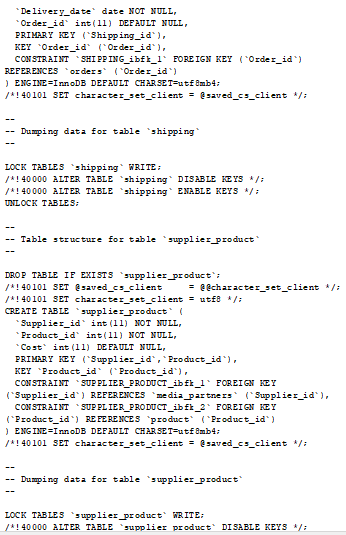 `Delivery_date` date NOT NULL,
`Order_id` int(11) DEFAULT NULL,
PRIMARY KEY (`Shipping_id`),
KEY `Order_id` (`Order_id`),
CONSTRAINT `SHIPPING_ibfk_1` FOREIGN KEY (`Order_id`)
REFERENCES `orders` (`Order_id`)
) ENGINE=InnoDB DEFAULT CHARSET=utf8mb4;
/*!40101 SET character_set_client = @saved_cs_client */;
--
-- Dumping data for table `shipping`
--
LOCK TABLES `shipping` WRITE;
/*!40000 ALTER TABLE `shipping` DISABLE KEYS */;
/*!40000 ALTER TABLE `shipping` ENABLE KEYS */;
UNLOCK TABLES;
--
-- Table structure for table `supplier_product`
--
DROP TABLE IF EXISTS `supplier_product`;
/*!40101 SET @saved_cs_client     = @@character_set_client */;
/*!40101 SET character_set_client = utf8 */;
CREATE TABLE `supplier_product` (
`Supplier_id` int(11) NOT NULL,
`Product_id` int(11) NOT NULL,
`Cost` int(11) DEFAULT NULL,
PRIMARY KEY (`Supplier_id`,`Product_id`),
KEY `Product_id` (`Product_id`),
CONSTRAINT `SUPPLIER_PRODUCT_ibfk_1` FOREIGN KEY
(`Supplier_id`) REFERENCES `media_partners` (`Supplier_id`),
CONSTRAINT `SUPPLIER_PRODUCT_ibfk_2` FOREIGN KEY
(`Product_id`) REFERENCES `product` (`Product_id`)
) ENGINE=InnoDB DEFAULT CHARSET=utf8mb4;
/*!40101 SET character_set_client = @saved_cs_client */;
--
-- Dumping data for table `supplier_product`
--
LOCK TABLES `supplier_product` WRITE;
/*!40000 ALTER TABLE `supplier_product` DISABLE KEYS */;